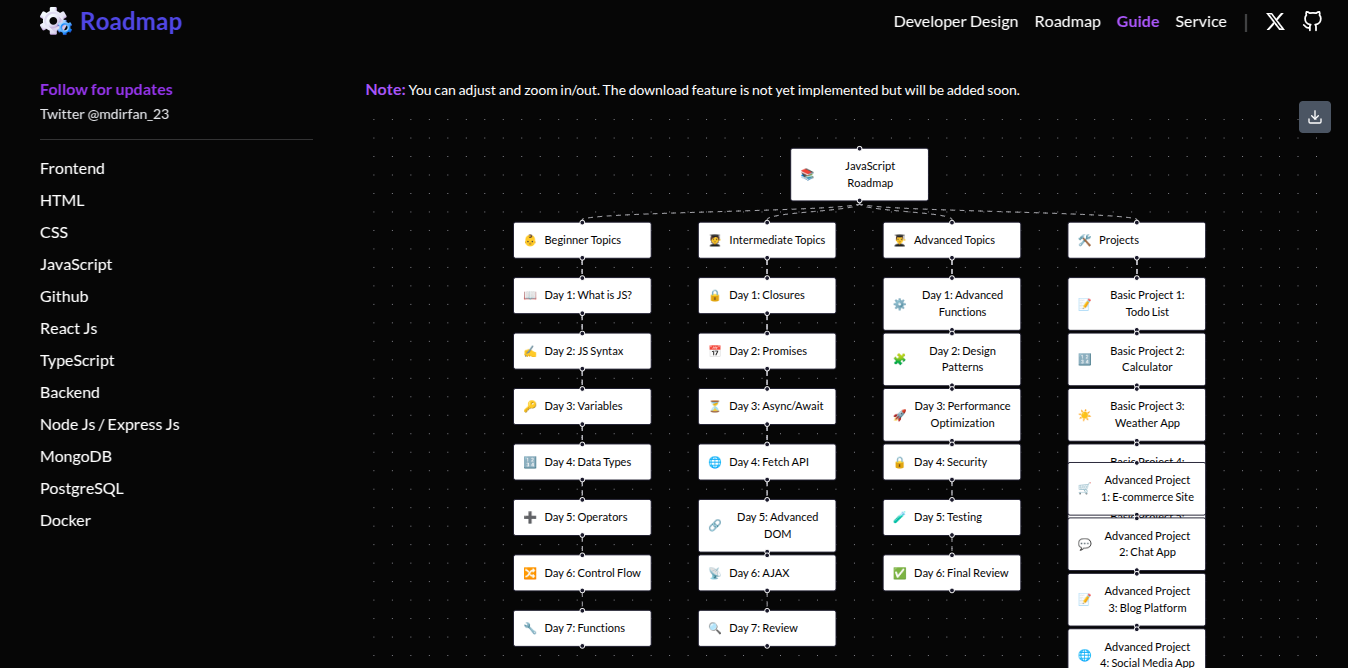 Roadmap
Developer Design Roadmap Guide Service
Follow for updates
Twitter @mdirfan_23
Frontend
HTML
CSS
JavaScript
Github
React Js
TypeScript
Backend
Node Js / Express Js
MongoDB
PostgreSQL
Docker
Note: You can adjust and zoom in/out. The download feature is not yet implemented but will be added soon.
JavaScript
Roadmap
Beginner Topics
Day 1: What is JS?
Day 2: JS Syntax
Day 3: Variables
Day 4: Data Types
Day 5: Operators
Day 6: Control Flow
Day 7: Functions
Intermediate Topics
Day 1: Closures
Day 2: Promises
Day 3: Async/Await
Day 4: Fetch API
Day 5: Advanced
DOM
Day 6: AJAX
Day 7: Review
Advanced Topics
Day 1: Advanced
Functions
Day 2: Design
Patterns
Day 3: Performance
Optimization
Day 4: Security
Day 5: Testing
Day 6: Final Review
Projects
Basic Project 1:
Todo List
Basic Project 2:
Calculator
Basic Project 3:
Weather App
Basic Project 4:
Advanced Project
1: E-commerce Site
Advanced Project
2: Chat App
Advanced Project
3: Blog Platform
Advanced Project
4: Social Media App